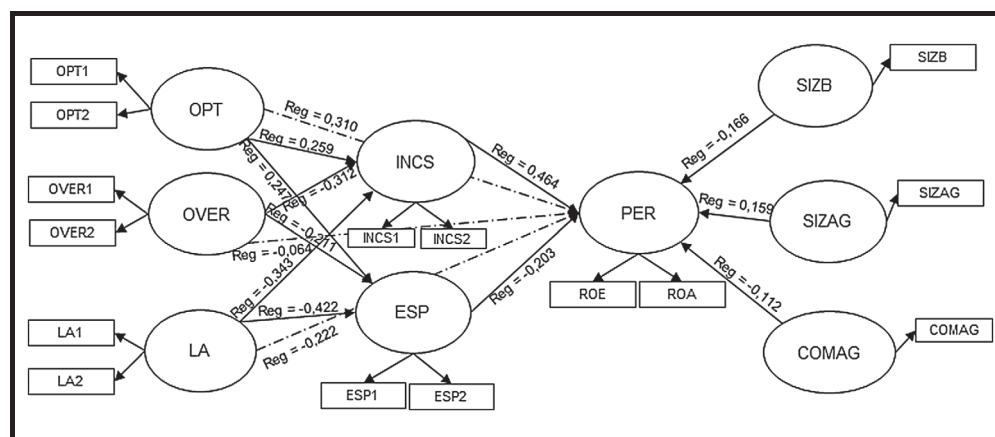 OPT1
OPT2
OPT
OVER1
OVER2
OVER
LA1
LA2
LA
Reg = 0,310
Reg = 0,259
Reg = 0,247
Reg = -0,312
Reg = -0,211
Reg = -0,064
Reg = -0,343
Reg = -0,422
Reg = -0,222
INCS
INCS1
INCS2
ESP
ESP1
ESP2
Reg = 0,464
Reg = -0,203
PER
ROE
ROA
Reg = -0,166
Reg = 0,159
Reg = -0,112
SIZB
SIZB
SIZAG
SIZAG
COMAG
COMAG